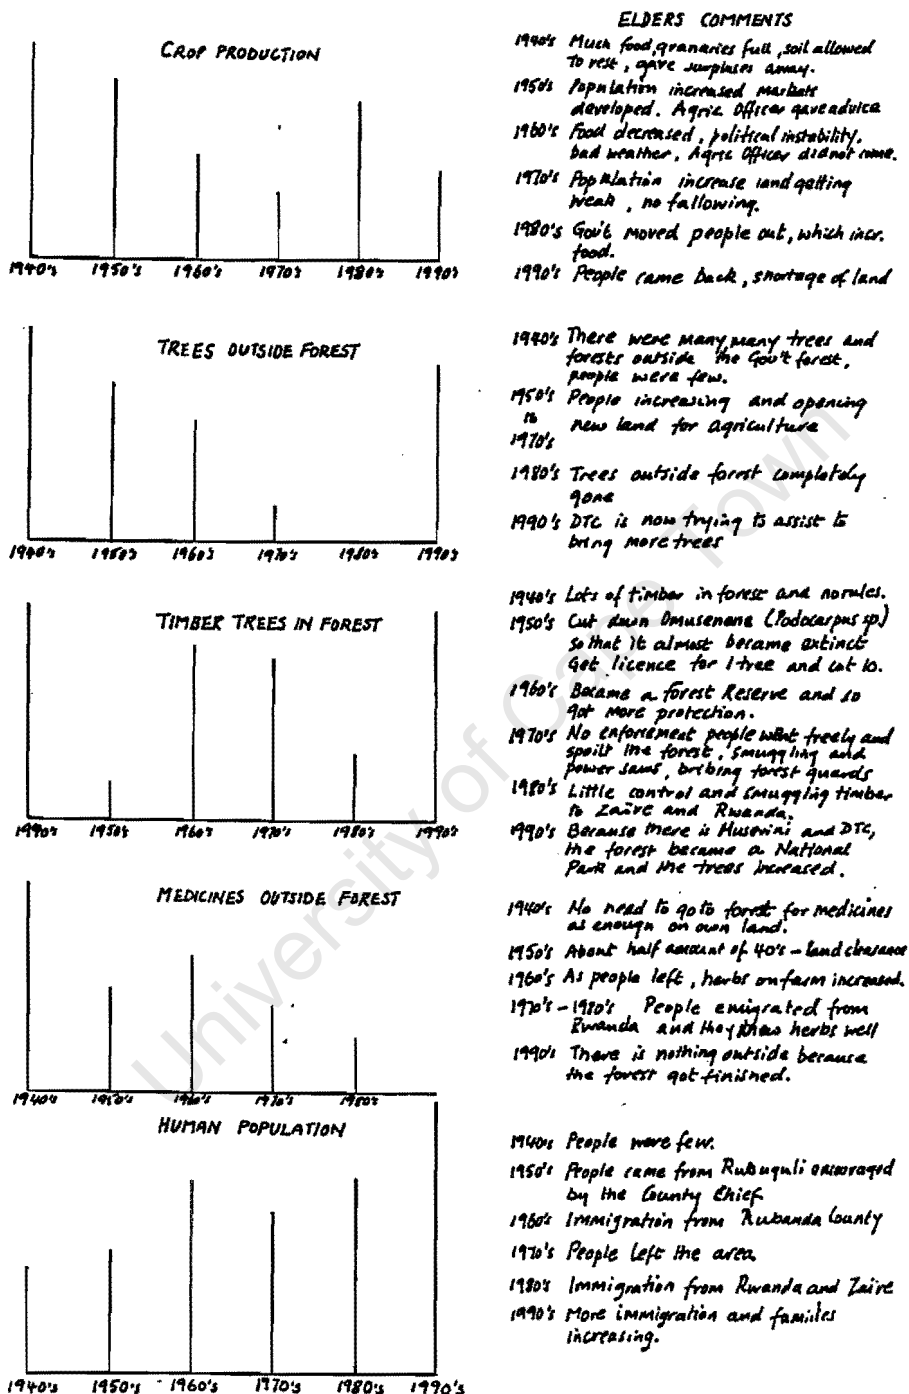 ELDERS COMMENTS
CROP PRODUCTION
1940's 1950's 1960's 1970's 1980's 1990's
1940's Much food, granaries full, soil allowed
to rest, gave surpluses away.
1950's Population increased markets
developed. Agric Officer gave advice
1960's Food decreased, political instability,
bad weather, Agric Officer did not come.
1970's Population increase land getting
weak, no fallowing.
1980's Gov't moved people out, which incr.
food.
1990's People came back, shortage of land
TREES OUTSIDE FOREST
1940's 1950's 1960's 1970's 1980's 1990's
1940's There were many, many trees and
forests outside the Gov't forest,
people were few.
1950's People increasing and opening
to new land for agriculture
1970's
1980's Trees outside forest completely
gone
1990's DTC is now trying to assist to
bring more trees
TIMBER TREES IN FOREST
1990's 1950's 1960's 1970's 1980's 1990's
1940's Lots of timber in forest and no rules.
1950's Cut down Omusenene (Podocarpus sp.)
so that it almost became extinct
Get licence for 1 tree and cut 10.
1960's Became a Forest Reserve and so
got more protection.
1970's No enforcement people went freely and
spoilt the forest, smuggling and
power saws, bribing forest guards
1980's Little control and smuggling timber
to Zaïre and Rwanda.
1990's Because there is Museveni and DTC,
the forest became a National
Park and the trees increased.
MEDICINES OUTSIDE FOREST
1940's 1950's 1960's 1970's 1980's
1940's No need to go to forest for medicines
as enough on own land.
1950's About half amount of 40's - land clearance
1960's As people left, herbs on farm increased.
1970's - 1980's People emigrated from
Rwanda and they knew herbs well
1990's There is nothing outside because
the forest got finished.
HUMAN POPULATION
1940's 1950's 1960's 1970's 1980's 1990's
1940's People were few.
1950's People came from Rubuguli encouraged
by the County Chief
1960's Immigration from Rubanda County
1970's People left the area
1980's Immigration from Rwanda and Zaïre
1990's More immigration and families
increasing.
University of Cape Town